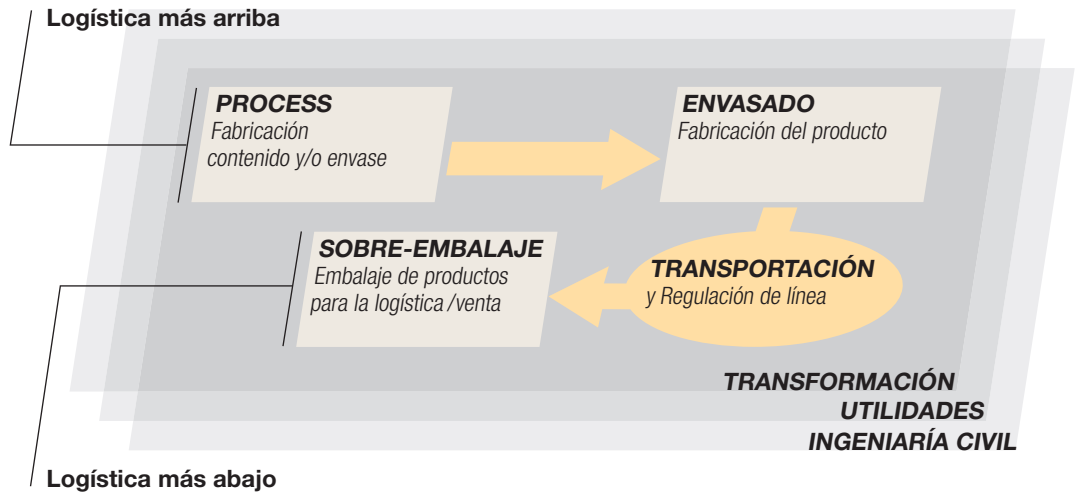 Logística más arriba
PROCESS
Fabricación
contenido y/o envase
ENVASADO
Fabricación del producto
SOBRE-EMBALAJE
Embalaje de productos
para la logística/venta
TRANSPORTACIÓN
y Regulación de línea
TRANSFORMACIÓN
UTILIDADES
INGENIARÍA CIVIL
Logística más abajo